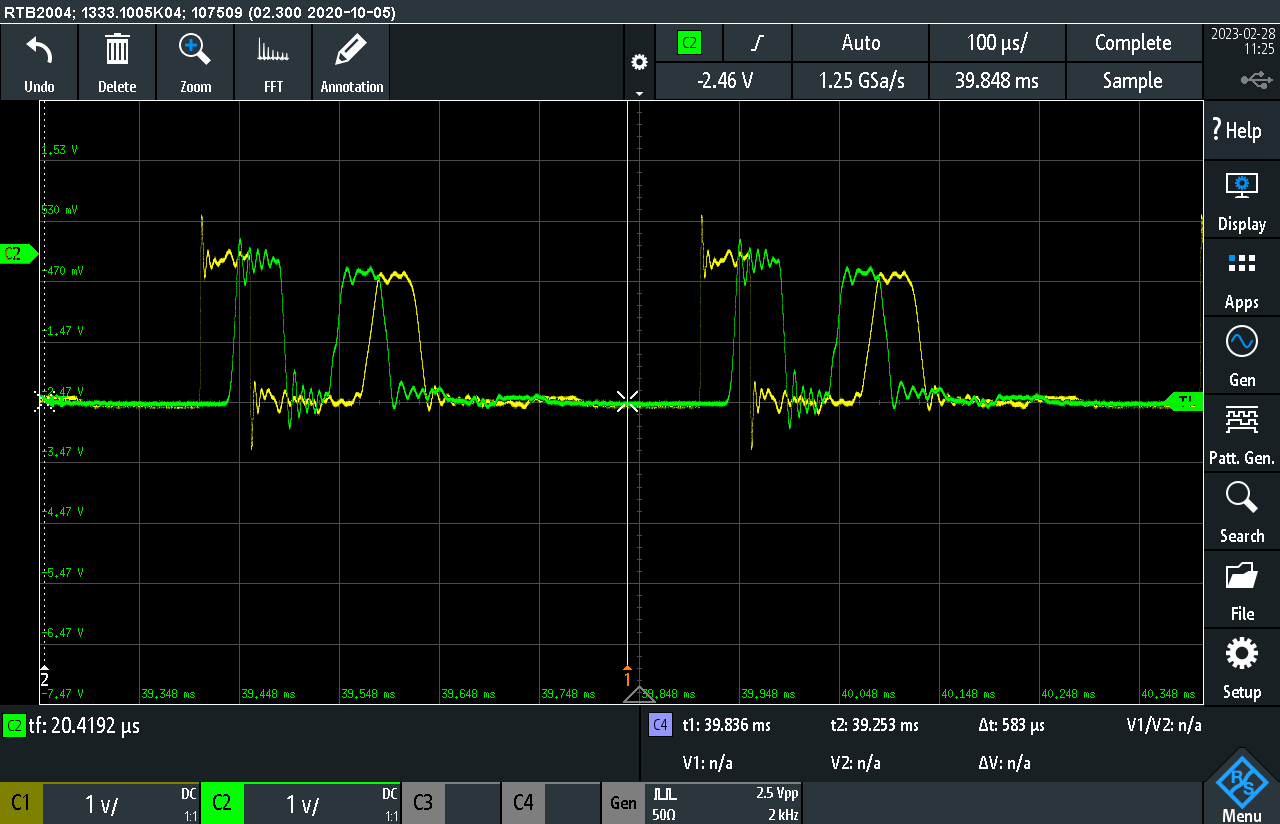 RTB2004; 1333.1005K04; 107509 (02.300 2020-10-05)
Undo
Delete
Zoom
FFT
Annotation
C2
Auto
100 µs/
Complete
-2.46 V
1.25 GSa/s
39.848 ms
Sample
2023-02-28
11:25
? Help
Display
Apps
Gen
Patt. Gen.
Search
File
Setup
Menu
1.53 V
530 mV
C2
-470 mV
-1.47 V
-2.47 V
TL
-3.47 V
-4.47 V
-5.47 V
-6.47 V
2
1
-7.47 V
39,348 ms
39,448 ms
39,548 ms
39,648 ms
39,748 ms
39,848 ms
39,948 ms
40,048 ms
40,148 ms
40,248 ms
40,348 ms
C2 tf: 20.4192 µs
C4 t1: 39.836 ms t2: 39.253 ms Δt: 583 µs V1/V2: n/a
V1: n/a V2: n/a ΔV: n/a
C1 1 V/ DC 1:1
C2 1 V/ DC 1:1
C3
C4
Gen 2.5 Vpp
50Ω 2 kHz
R S